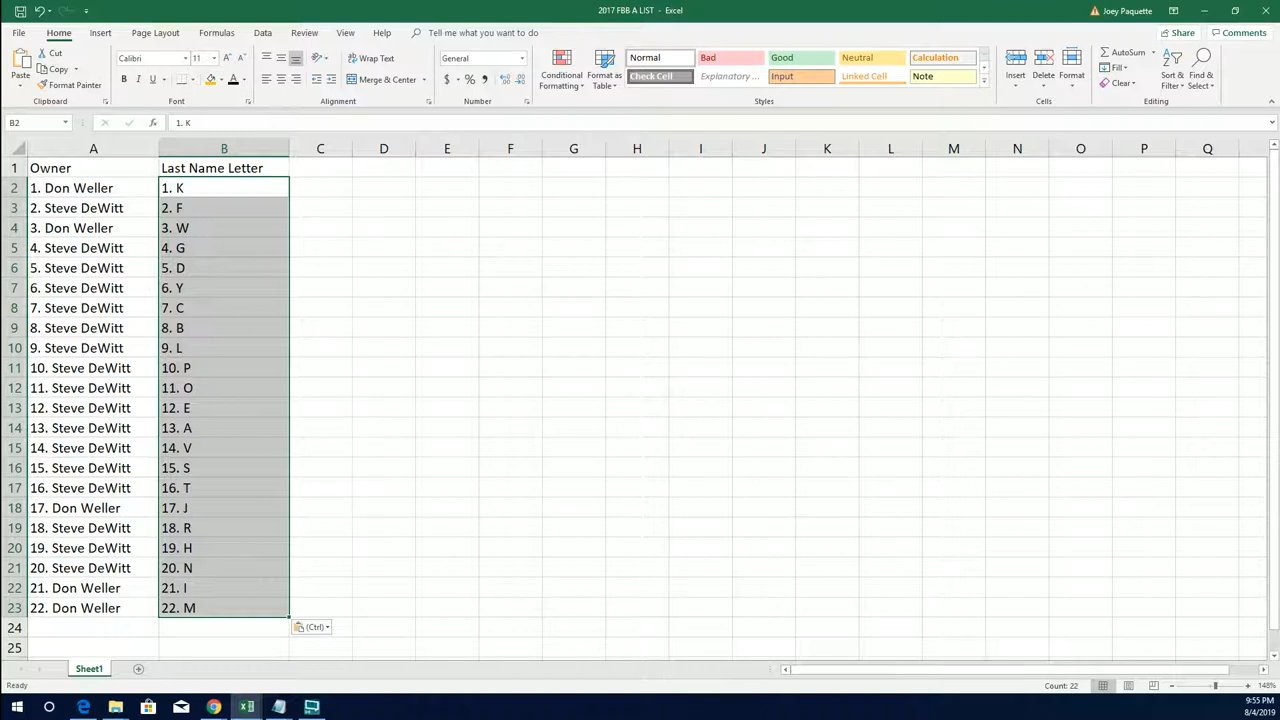 2017 FBB A LIST - Excel
Joey Paquette
File Home Insert Page Layout Formulas Data Review View Help Tell me what you want to do
Share Comments
Paste
Cut
Copy
Format Painter
Clipboard
Calibri 11
B I U
Font
Wrap Text
Merge & Center
Alignment
General
$ % ,
Number
Conditional Formatting
Format as Table
Normal Bad Good Neutral Calculation
Check Cell Explanatory ... Input Linked Cell Note
Styles
Insert Delete Format
Cells
AutoSum
Fill
Clear
Sort & Filter
Find & Select
Editing
B2 fx 1. K
A B C D E F G H I J K L M N O P Q
1 Owner Last Name Letter
2 1. Don Weller 1. K
3 2. Steve DeWitt 2. F
4 3. Don Weller 3. W
5 4. Steve DeWitt 4. G
6 5. Steve DeWitt 5. D
7 6. Steve DeWitt 6. Y
8 7. Steve DeWitt 7. C
9 8. Steve DeWitt 8. B
10 9. Steve DeWitt 9. L
11 10. Steve DeWitt 10. P
12 11. Steve DeWitt 11. O
13 12. Steve DeWitt 12. E
14 13. Steve DeWitt 13. A
15 14. Steve DeWitt 14. V
16 15. Steve DeWitt 15. S
17 16. Steve DeWitt 16. T
18 17. Don Weller 17. J
19 18. Steve DeWitt 18. R
20 19. Steve DeWitt 19. H
21 20. Steve DeWitt 20. N
22 21. Don Weller 21. I
23 22. Don Weller 22. M
24
(Ctrl)
25
Sheet1
Ready
Count: 22
148%
9:55 PM
8/4/2019